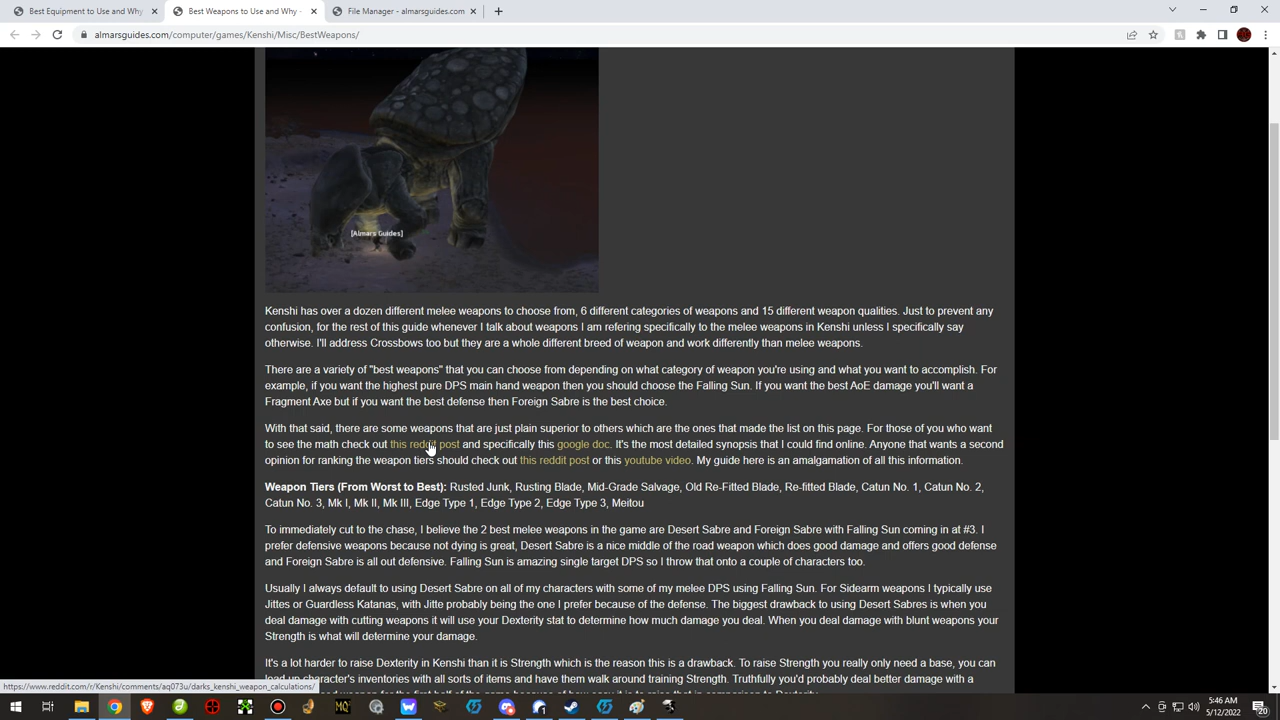 Best Equipment to Use and Why
Best Weapons to Use and Why -
File Manager - almarsguides.com
almarsguides.com/computer/games/Kenshi/Misc/BestWeapons/
[Almars Guides]
Kenshi has over a dozen different melee weapons to choose from, 6 different categories of weapons and 15 different weapon qualities. Just to prevent any
confusion, for the rest of this guide whenever I talk about weapons I am refering specifically to the melee weapons in Kenshi unless I specifically say
otherwise. I'll address Crossbows too but they are a whole different breed of weapon and work differently than melee weapons.
There are a variety of "best weapons" that you can choose from depending on what category of weapon you're using and what you want to accomplish. For
example, if you want the highest pure DPS main hand weapon then you should choose the Falling Sun. If you want the best AoE damage you'll want a
Fragment Axe but if you want the best defense then Foreign Sabre is the best choice.
With that said, there are some weapons that are just plain superior to others which are the ones that made the list on this page. For those of you who want
to see the math check out this reddit post and specifically this google doc. It's the most detailed synopsis that I could find online. Anyone that wants a second
opinion for ranking the weapon tiers should check out this reddit post or this youtube video. My guide here is an amalgamation of all this information.
Weapon Tiers (From Worst to Best): Rusted Junk, Rusting Blade, Mid-Grade Salvage, Old Re-Fitted Blade, Re-fitted Blade, Catun No. 1, Catun No. 2,
Catun No. 3, Mk I, Mk II, Mk III, Edge Type 1, Edge Type 2, Edge Type 3, Meitou
To immediately cut to the chase, I believe the 2 best melee weapons in the game are Desert Sabre and Foreign Sabre with Falling Sun coming in at #3. I
prefer defensive weapons because not dying is great, Desert Sabre is a nice middle of the road weapon which does good damage and offers good defense
and Foreign Sabre is all out defensive. Falling Sun is amazing single target DPS so I throw that onto a couple of characters too.
Usually I always default to using Desert Sabre on all of my characters with some of my melee DPS using Falling Sun. For Sidearm weapons I typically use
Jittes or Guardless Katanas, with Jitte probably being the one I prefer because of the defense. The biggest drawback to using Desert Sabres is when you
deal damage with cutting weapons it will use your Dexterity stat to determine how much damage you deal. When you deal damage with blunt weapons your
Strength is what will determine your damage.
It's a lot harder to raise Dexterity in Kenshi than it is Strength which is the reason this is a drawback. To raise Strength you really only need a base, you can
load up character's inventories with all sorts of items and have them walk around training Strength. Truthfully you'd probably deal better damage with a
https://www.reddit.com/r/Kenshi/comments/aq073u/darks_kenshi_weapon_calculations/
MQ
5:46 AM
5/12/2022
20